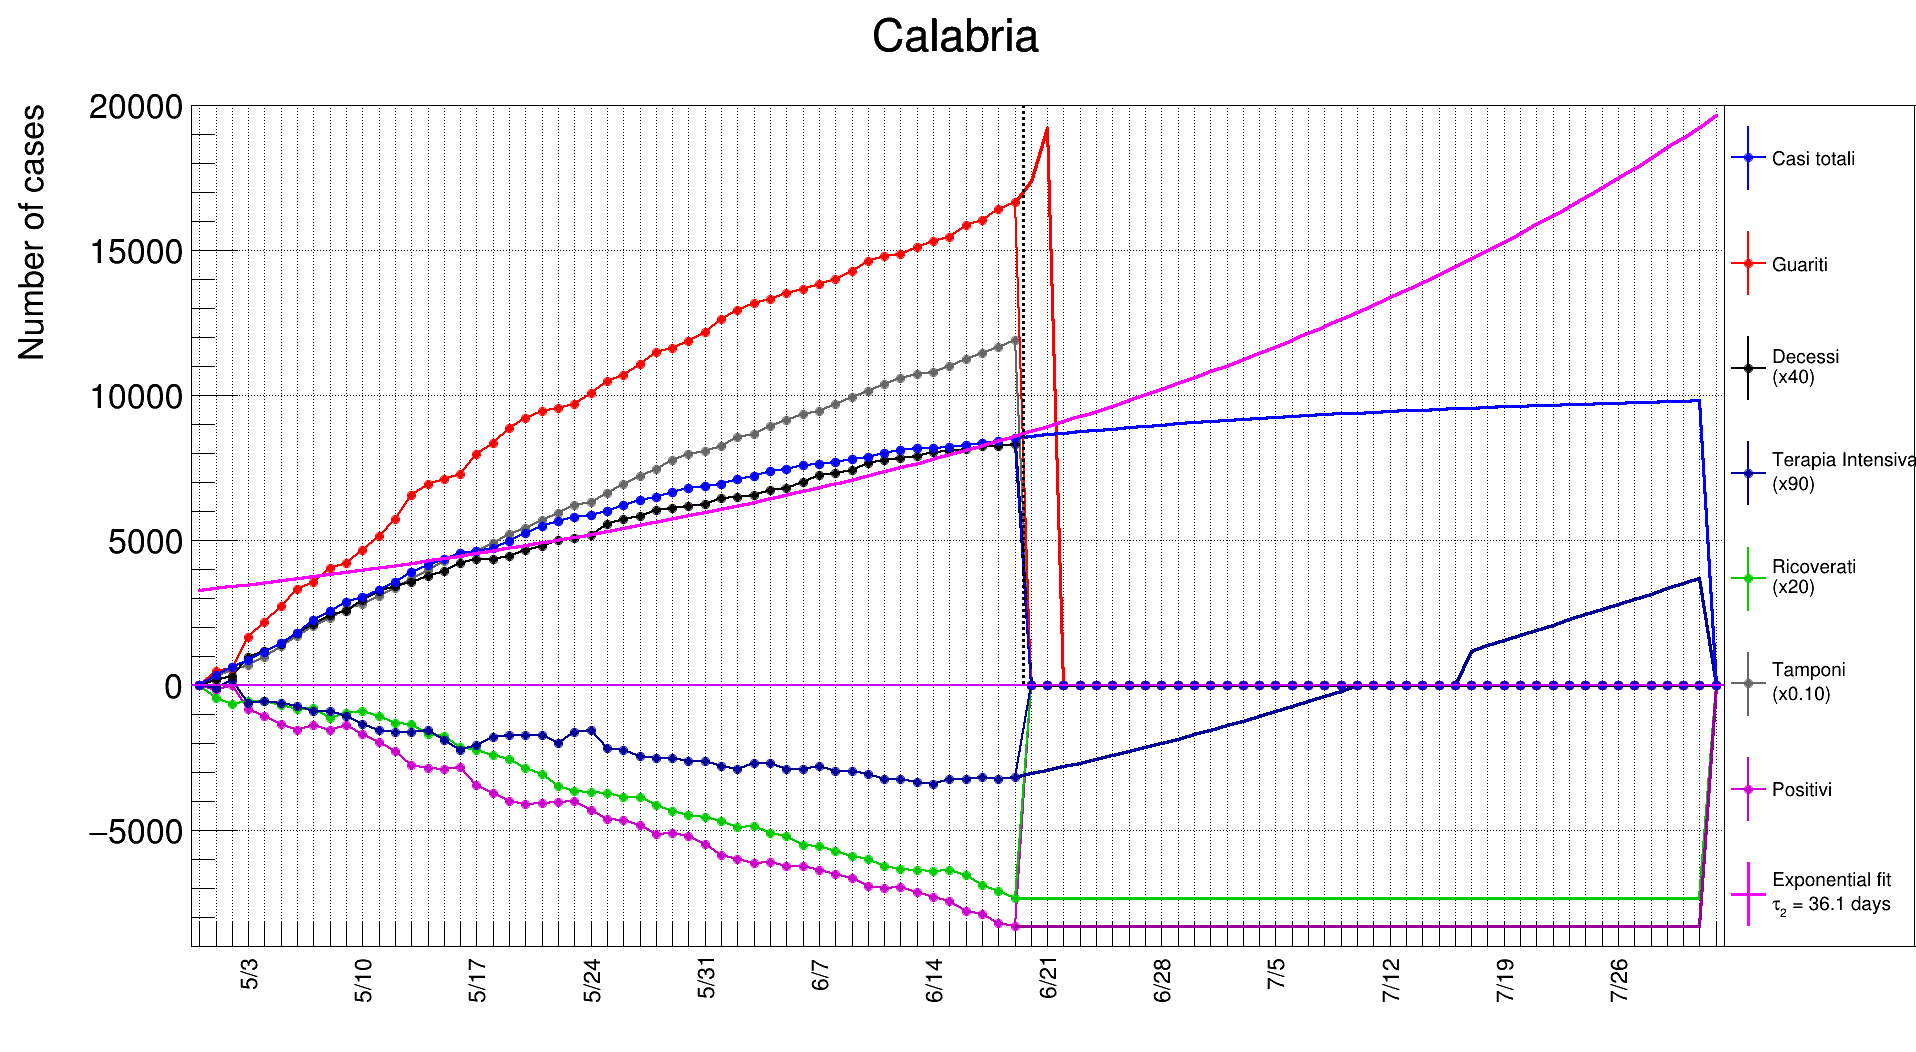 Calabria
Number of cases
20000
15000
10000
5000
0
−5000
5/3
5/10
5/17
5/24
5/31
6/7
6/14
6/21
6/28
7/5
7/12
7/19
7/26
Casi totali
Guariti
Decessi
(x40)
Terapia Intensiva
(x90)
Ricoverati
(x20)
Tamponi
(x0.10)
Positivi
Exponential fit
τ2 = 36.1 days